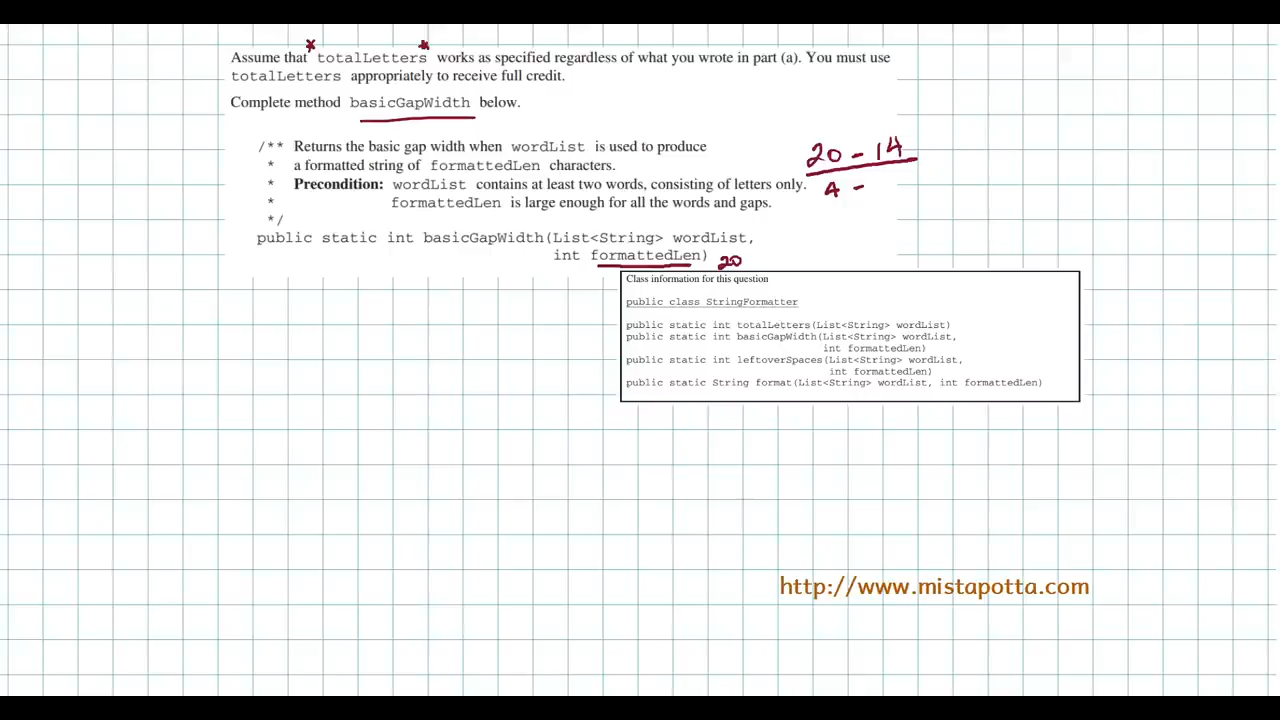 Assume that * totalLetters * works as specified regardless of what you wrote in part (a). You must use
totalLetters appropriately to receive full credit.
Complete method basicGapWidth below.
/** Returns the basic gap width when wordList is used to produce
* a formatted string of formattedLen characters.
* Precondition: wordList contains at least two words, consisting of letters only.
* formattedLen is large enough for all the words and gaps.
*/
public static int basicGapWidth(List<String> wordList,
int formattedLen)
20 - 14
4 -
20
Class information for this question
public class StringFormatter
public static int totalLetters(List<String> wordList)
public static int basicGapWidth(List<String> wordList,
int formattedLen)
public static int leftoverSpaces(List<String> wordList,
int formattedLen)
public static String format(List<String> wordList, int formattedLen)
http://www.mistapotta.com